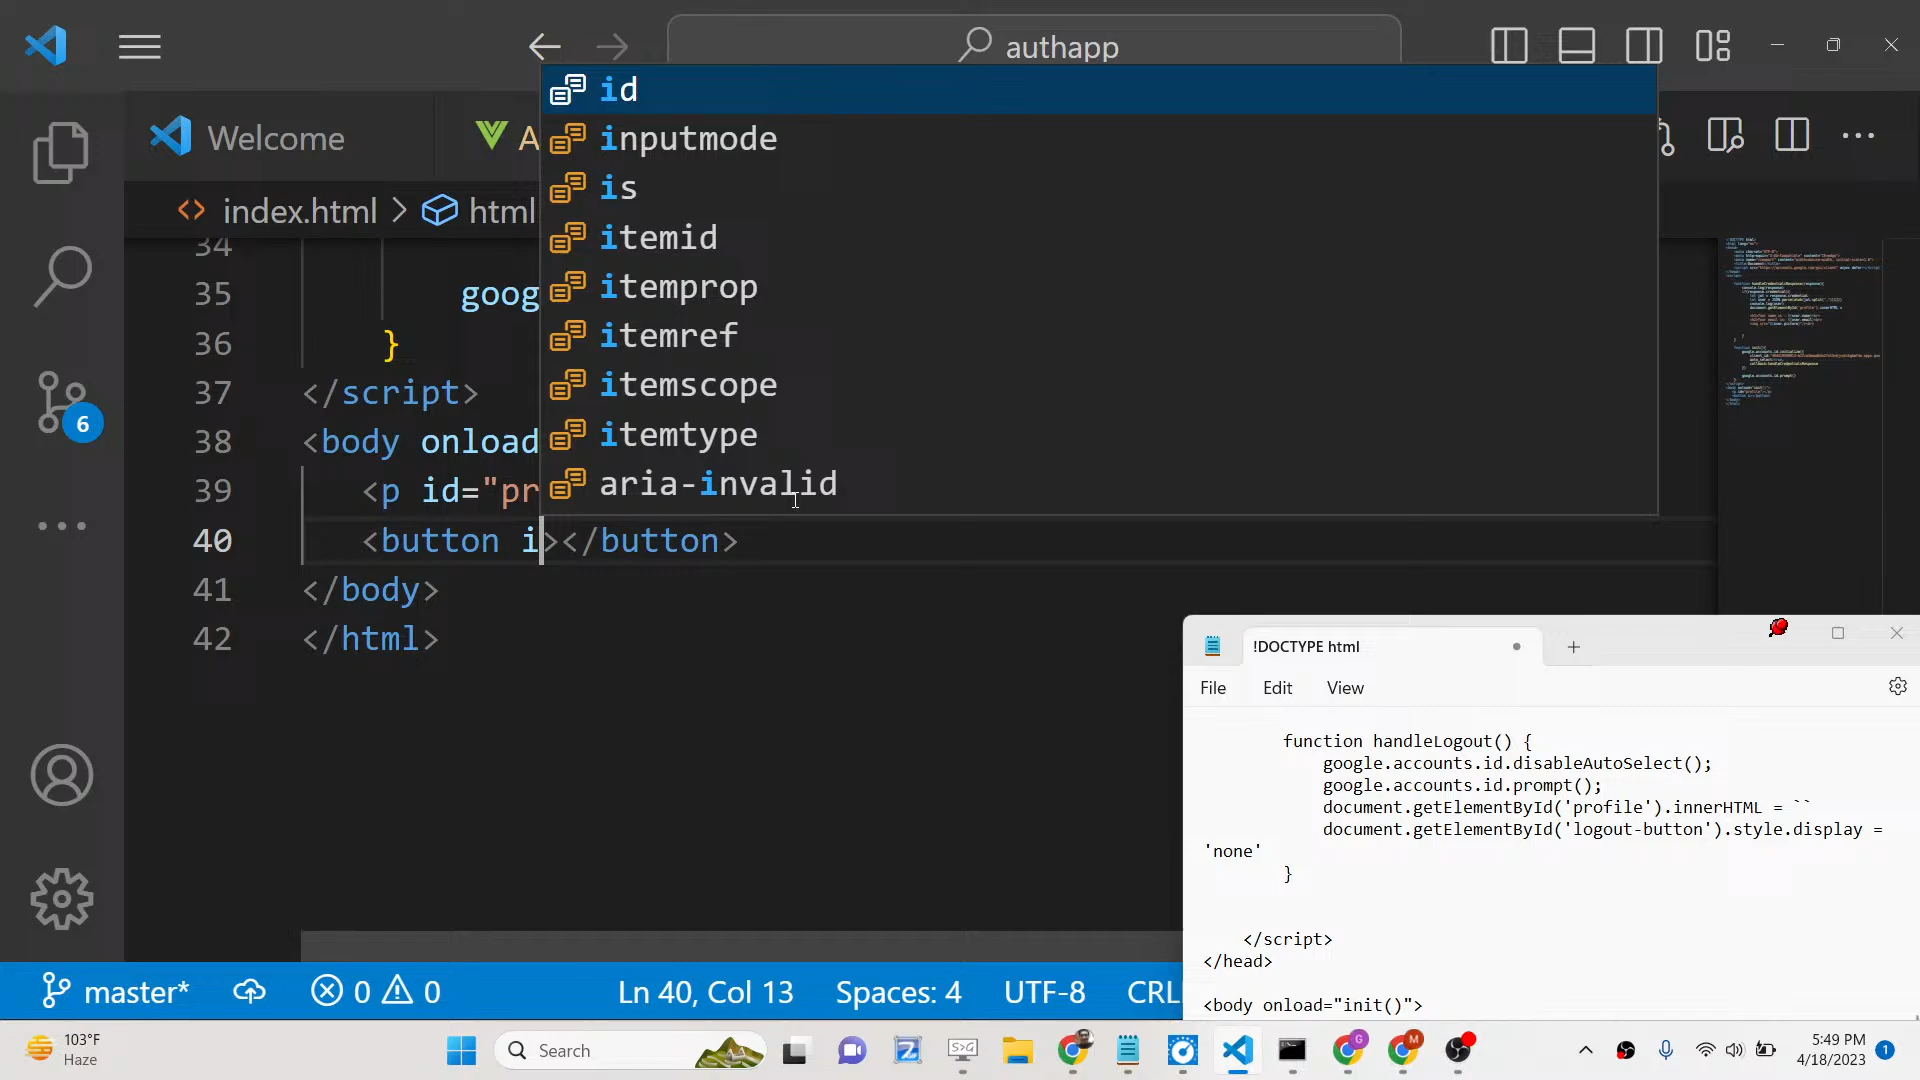 authapp
Welcome
A
index.html > html
id
inputmode
is
itemid
itemprop
itemref
itemscope
itemtype
aria-invalid
34
35 goog
36 }
37 </script>
38 <body onload
39 <p id="pr
40 <button i></button>
41 </body>
42 </html>
6
!DOCTYPE html
File Edit View
function handleLogout() {
google.accounts.id.disableAutoSelect();
google.accounts.id.prompt();
document.getElementById('profile').innerHTML = ``
document.getElementById('logout-button').style.display =
'none'
}
</script>
</head>
<body onload="init()">
master* 0 0 Ln 40, Col 13 Spaces: 4 UTF-8 CRL
103°F
Haze
Search
S>G
G
M
5:49 PM
4/18/2023
1